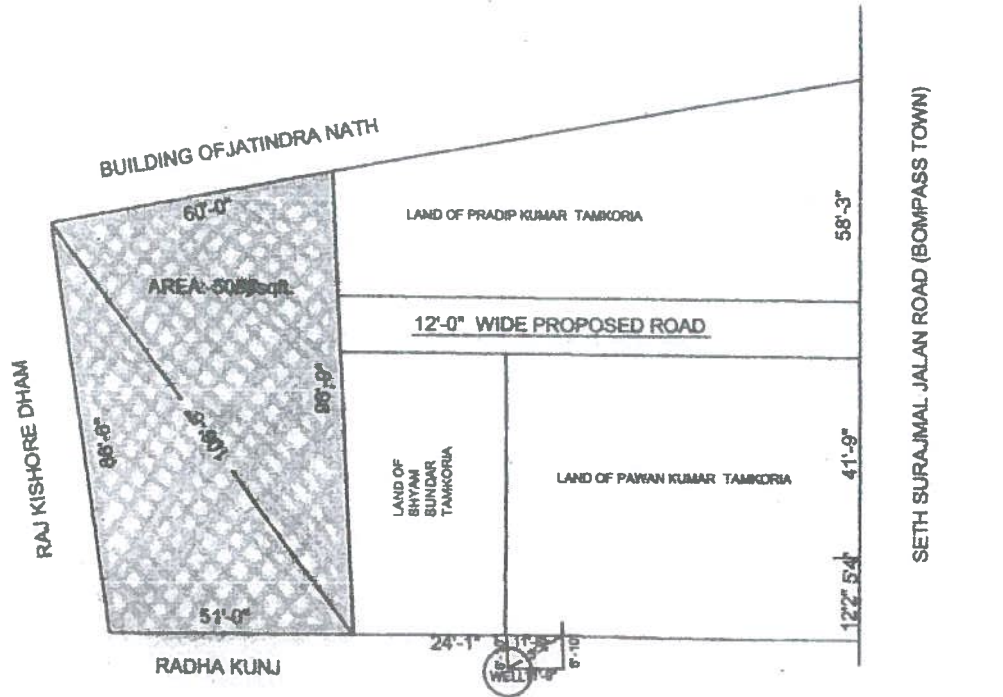 BUILDING OF JATINDRA NATH
60'-0"
LAND OF PRADIP KUMAR TAMKORIA
58'-3"
SETH SURAJMAL JALAN ROAD (BOMPASS TOWN)
AREA:- sqft.
12'-0" WIDE PROPOSED ROAD
RAJ KISHORE DHAM
86'-6"
LAND OF
SHYAM
SUNDAR
TAMKORIA
LAND OF PAWAN KUMAR TAMKORIA
41'-9"
51'-0"
24'-1"
RADHA KUNJ
WELL